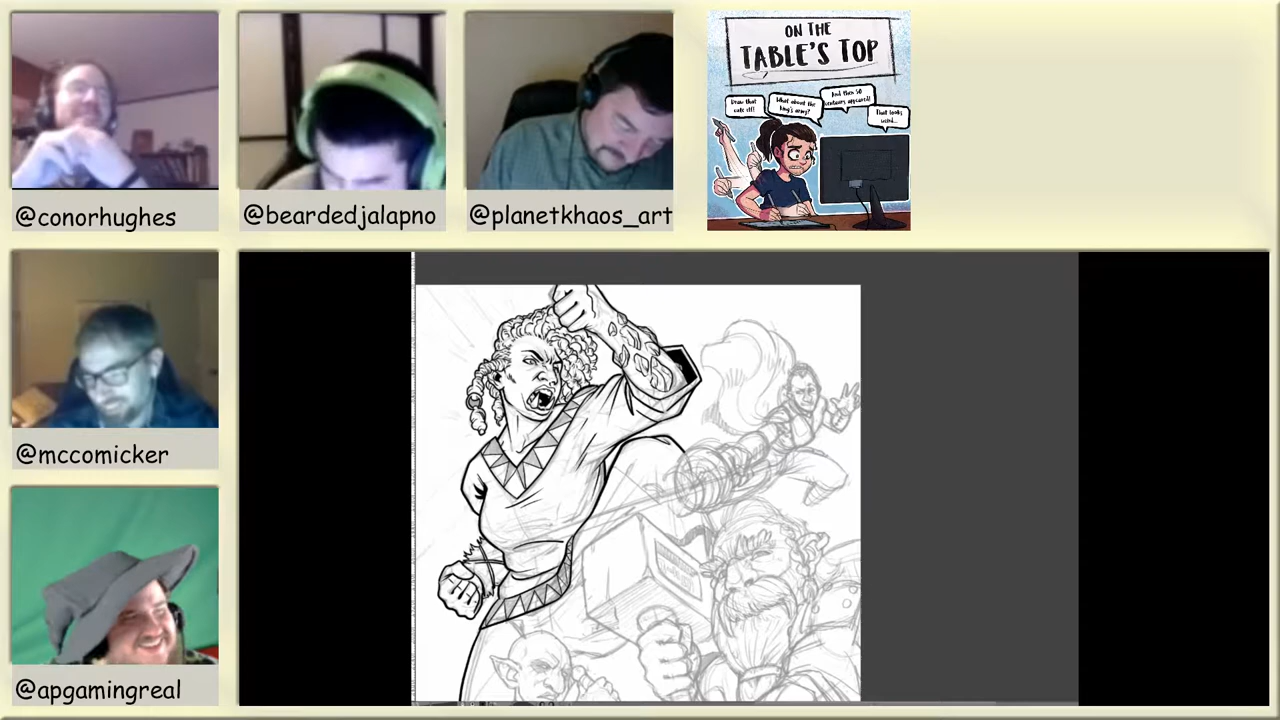 ON THE
TABLE'S TOP
Draw that
cute elf!
What about the
king's army?
And then 50
centaurs appeared!
That looks
weird...
@conorhughes
@beardedjalapno
@planetkhaos_art
@mccomicker
@apgamingreal